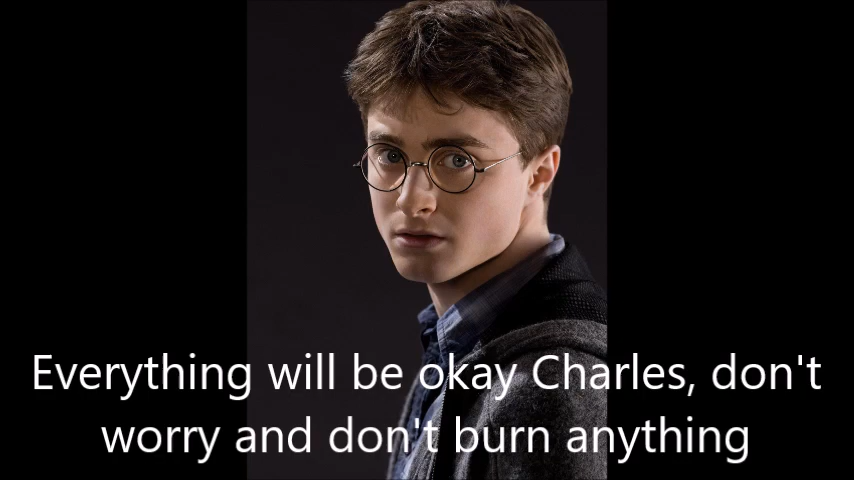 Everything will be okay Charles, don't
worry and don't burn anything